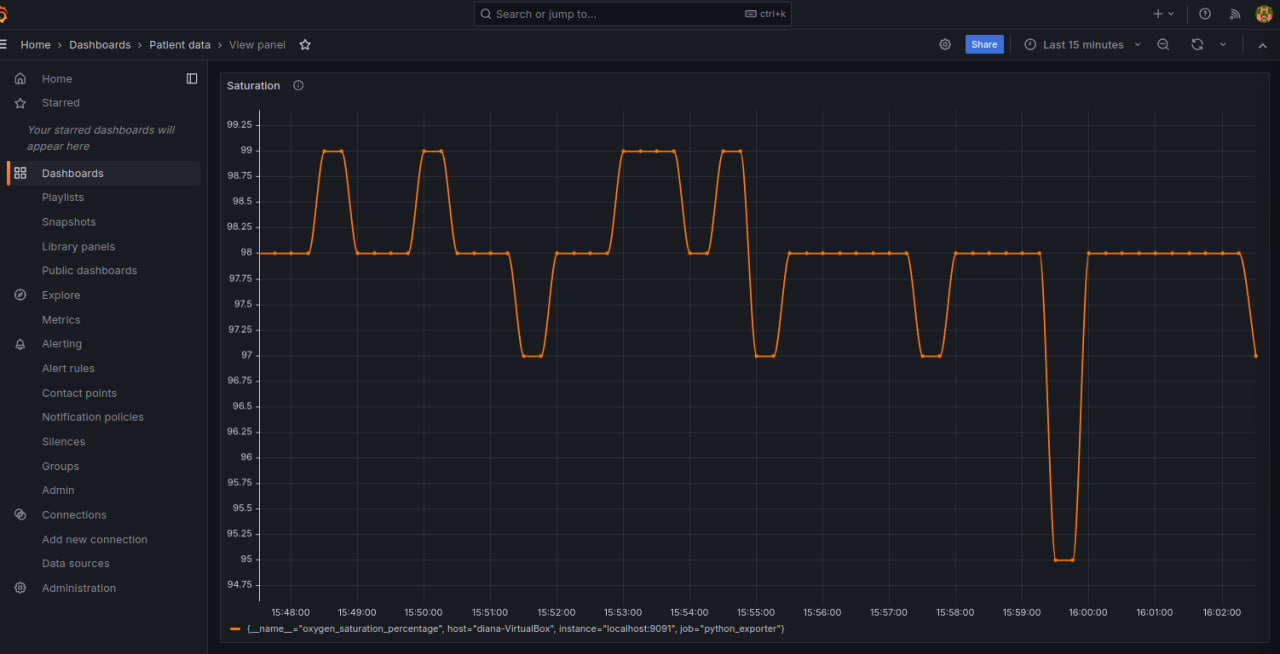 Search or jump to... ctrl+k
Home › Dashboards › Patient data › View panel
Share Last 15 minutes
Home
Starred
Your starred dashboards will
appear here
Dashboards
Playlists
Snapshots
Library panels
Public dashboards
Explore
Metrics
Alerting
Alert rules
Contact points
Notification policies
Silences
Groups
Admin
Connections
Add new connection
Data sources
Administration
Saturation
99.25
99
98.75
98.5
98.25
98
97.75
97.5
97.25
97
96.75
96.5
96.25
96
95.75
95.5
95.25
95
94.75
15:48:00 15:49:00 15:50:00 15:51:00 15:52:00 15:53:00 15:54:00 15:55:00 15:56:00 15:57:00 15:58:00 15:59:00 16:00:00 16:01:00 16:02:00
{__name__="oxygen_saturation_percentage", host="diana-VirtualBox", instance="localhost:9091", job="python_exporter"}